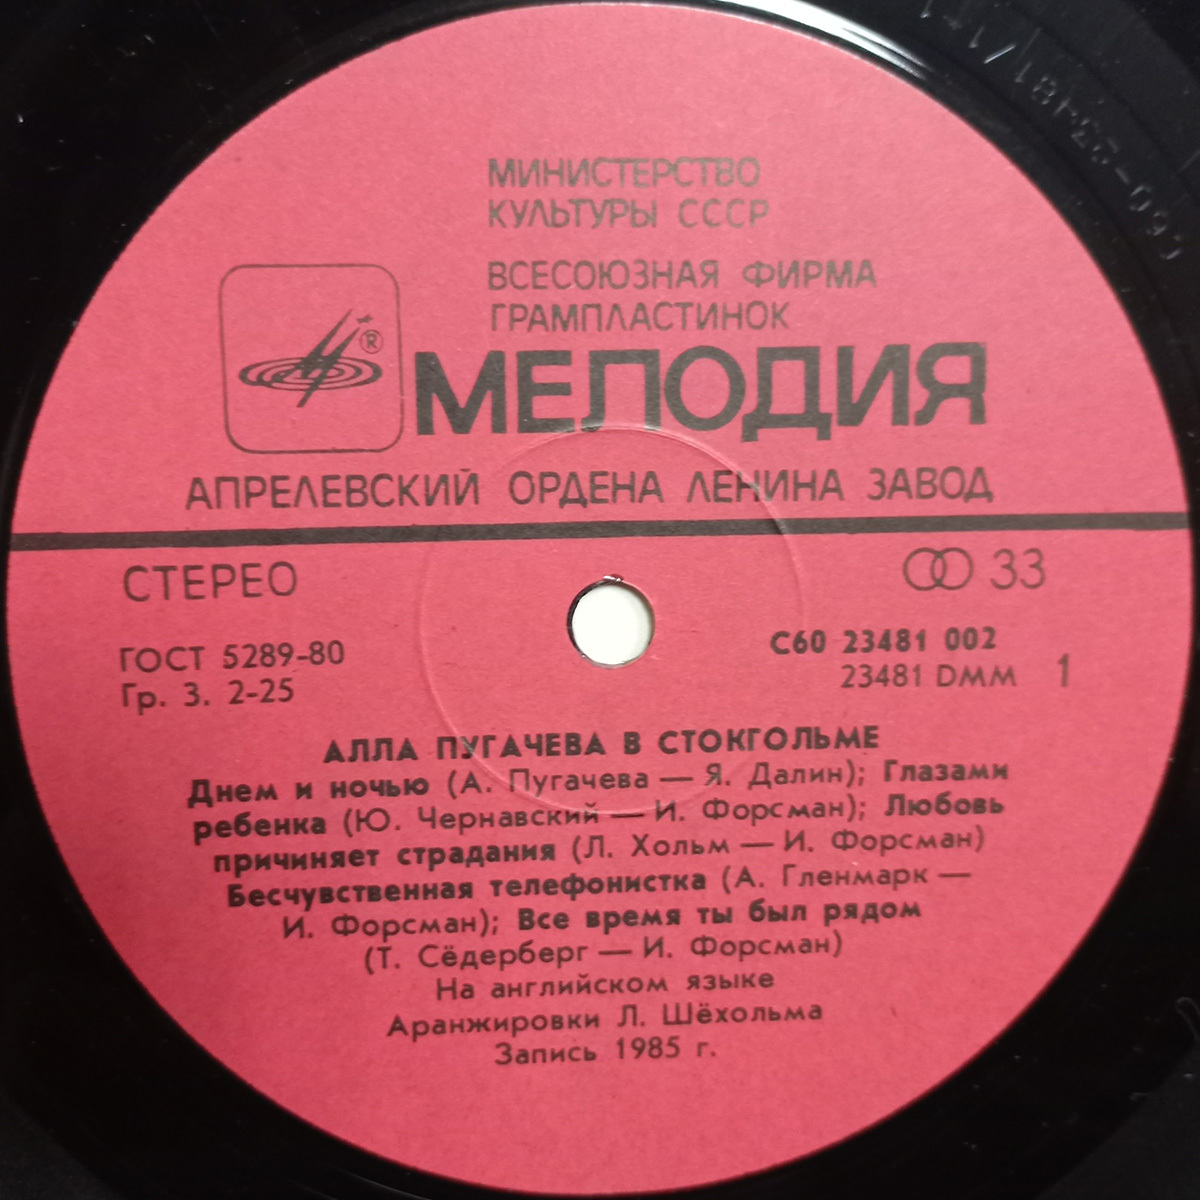 МИНИСТЕРСТВО
КУЛЬТУРЫ СССР
ВСЕСОЮЗНАЯ ФИРМА
ГРАМПЛАСТИНОК
®
МЕЛОДИЯ
АПРЕЛЕВСКИЙ ОРДЕНА ЛЕНИНА ЗАВОД
СТЕРЕО
33
ГОСТ 5289-80
С60 23481 002
Гр. 3. 2-25
23481 DMM 1
АЛЛА ПУГАЧЕВА В СТОКГОЛЬМЕ
Днем и ночью (А. Пугачева — Я. Далин); Глазами
ребенка (Ю. Чернавский — И. Форсман); Любовь
причиняет страдания (Л. Хольм — И. Форсман)
Бесчувственная телефонистка (А. Гленмарк —
И. Форсман); Все время ты был рядом
(Т. Сёдерберг — И. Форсман)
На английском языке
Аранжировки Л. Шёхольма
Запись 1985 г.